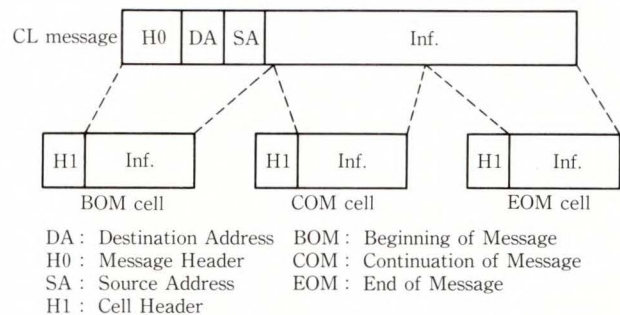 CL message H0 DA SA Inf.
H1 Inf. H1 Inf. H1 Inf.
BOM cell COM cell EOM cell
DA : Destination Address BOM : Beginning of Message
H0 : Message Header COM : Continuation of Message
SA : Source Address EOM : End of Message
H1 : Cell Header